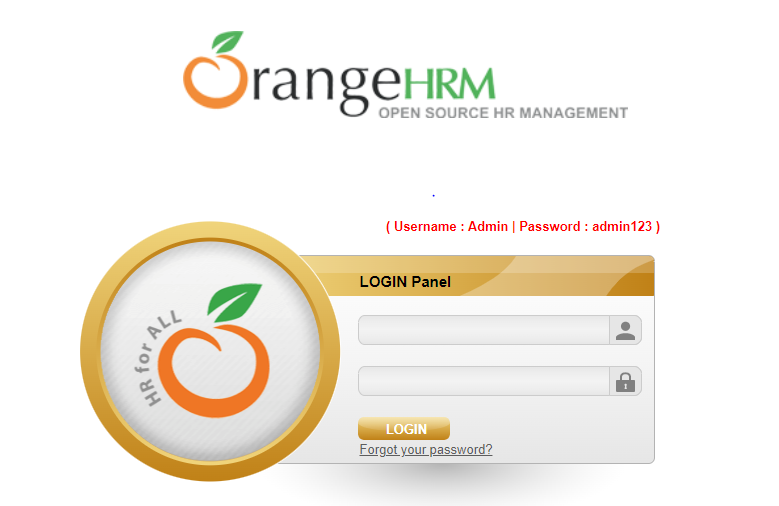 OrangeHRM
OPEN SOURCE HR MANAGEMENT
.
( Username : Admin | Password : admin123 )
LOGIN Panel
HR for ALL
LOGIN
Forgot your password?